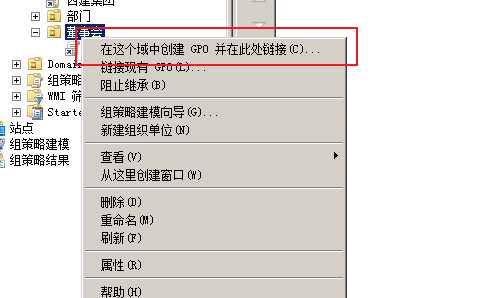 西建集团
部门
董事会
在这个域中创建 GPO 并在此处链接(C)...
链接现有 GPO(L)...
阻止继承(B)
Domain
组策略建模向导(G)...
组策略
新建组织单位(N)
WMI 筛
Starte
站点
组策略建模
查看(V)
组策略结果
从这里创建窗口(W)
删除(D)
重命名(M)
刷新(F)
属性(R)
帮助(H)